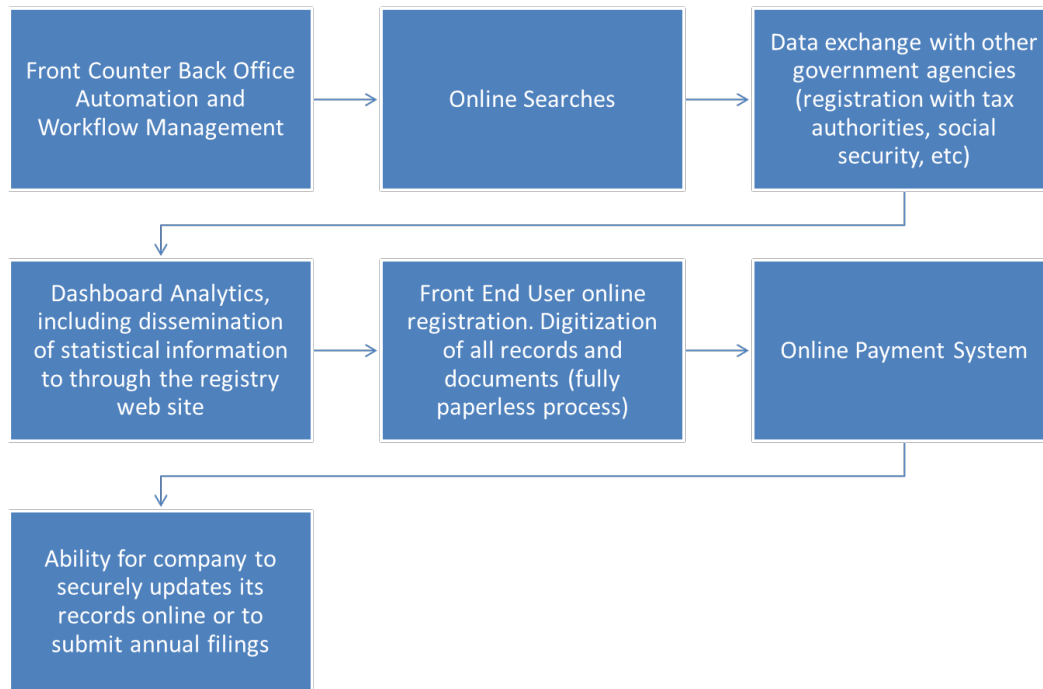 Front Counter Back Office
Automation and
Workflow Management
Online Searches
Data exchange with other
government agencies
(registration with tax
authorities, social
security, etc)
Dashboard Analytics,
including dissemination
of statistical information
to through the registry
web site
Front End User online
registration. Digitization
of all records and
documents (fully
paperless process)
Online Payment System
Ability for company to
securely updates its
records online or to
submit annual filings